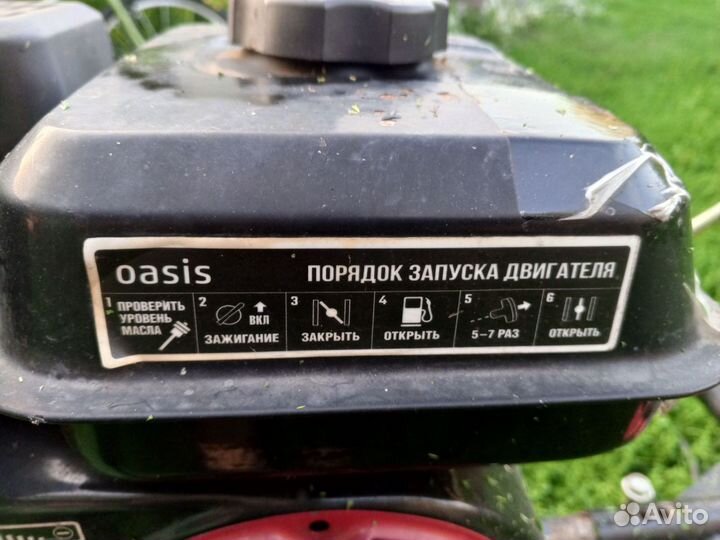 oasis ПОРЯДОК ЗАПУСКА ДВИГАТЕЛЯ
1 ПРОВЕРИТЬ УРОВЕНЬ МАСЛА
2 ВКЛ ЗАЖИГАНИЕ
3 ЗАКРЫТЬ
4 ОТКРЫТЬ
5 5-7 РАЗ
6 ОТКРЫТЬ
Avito